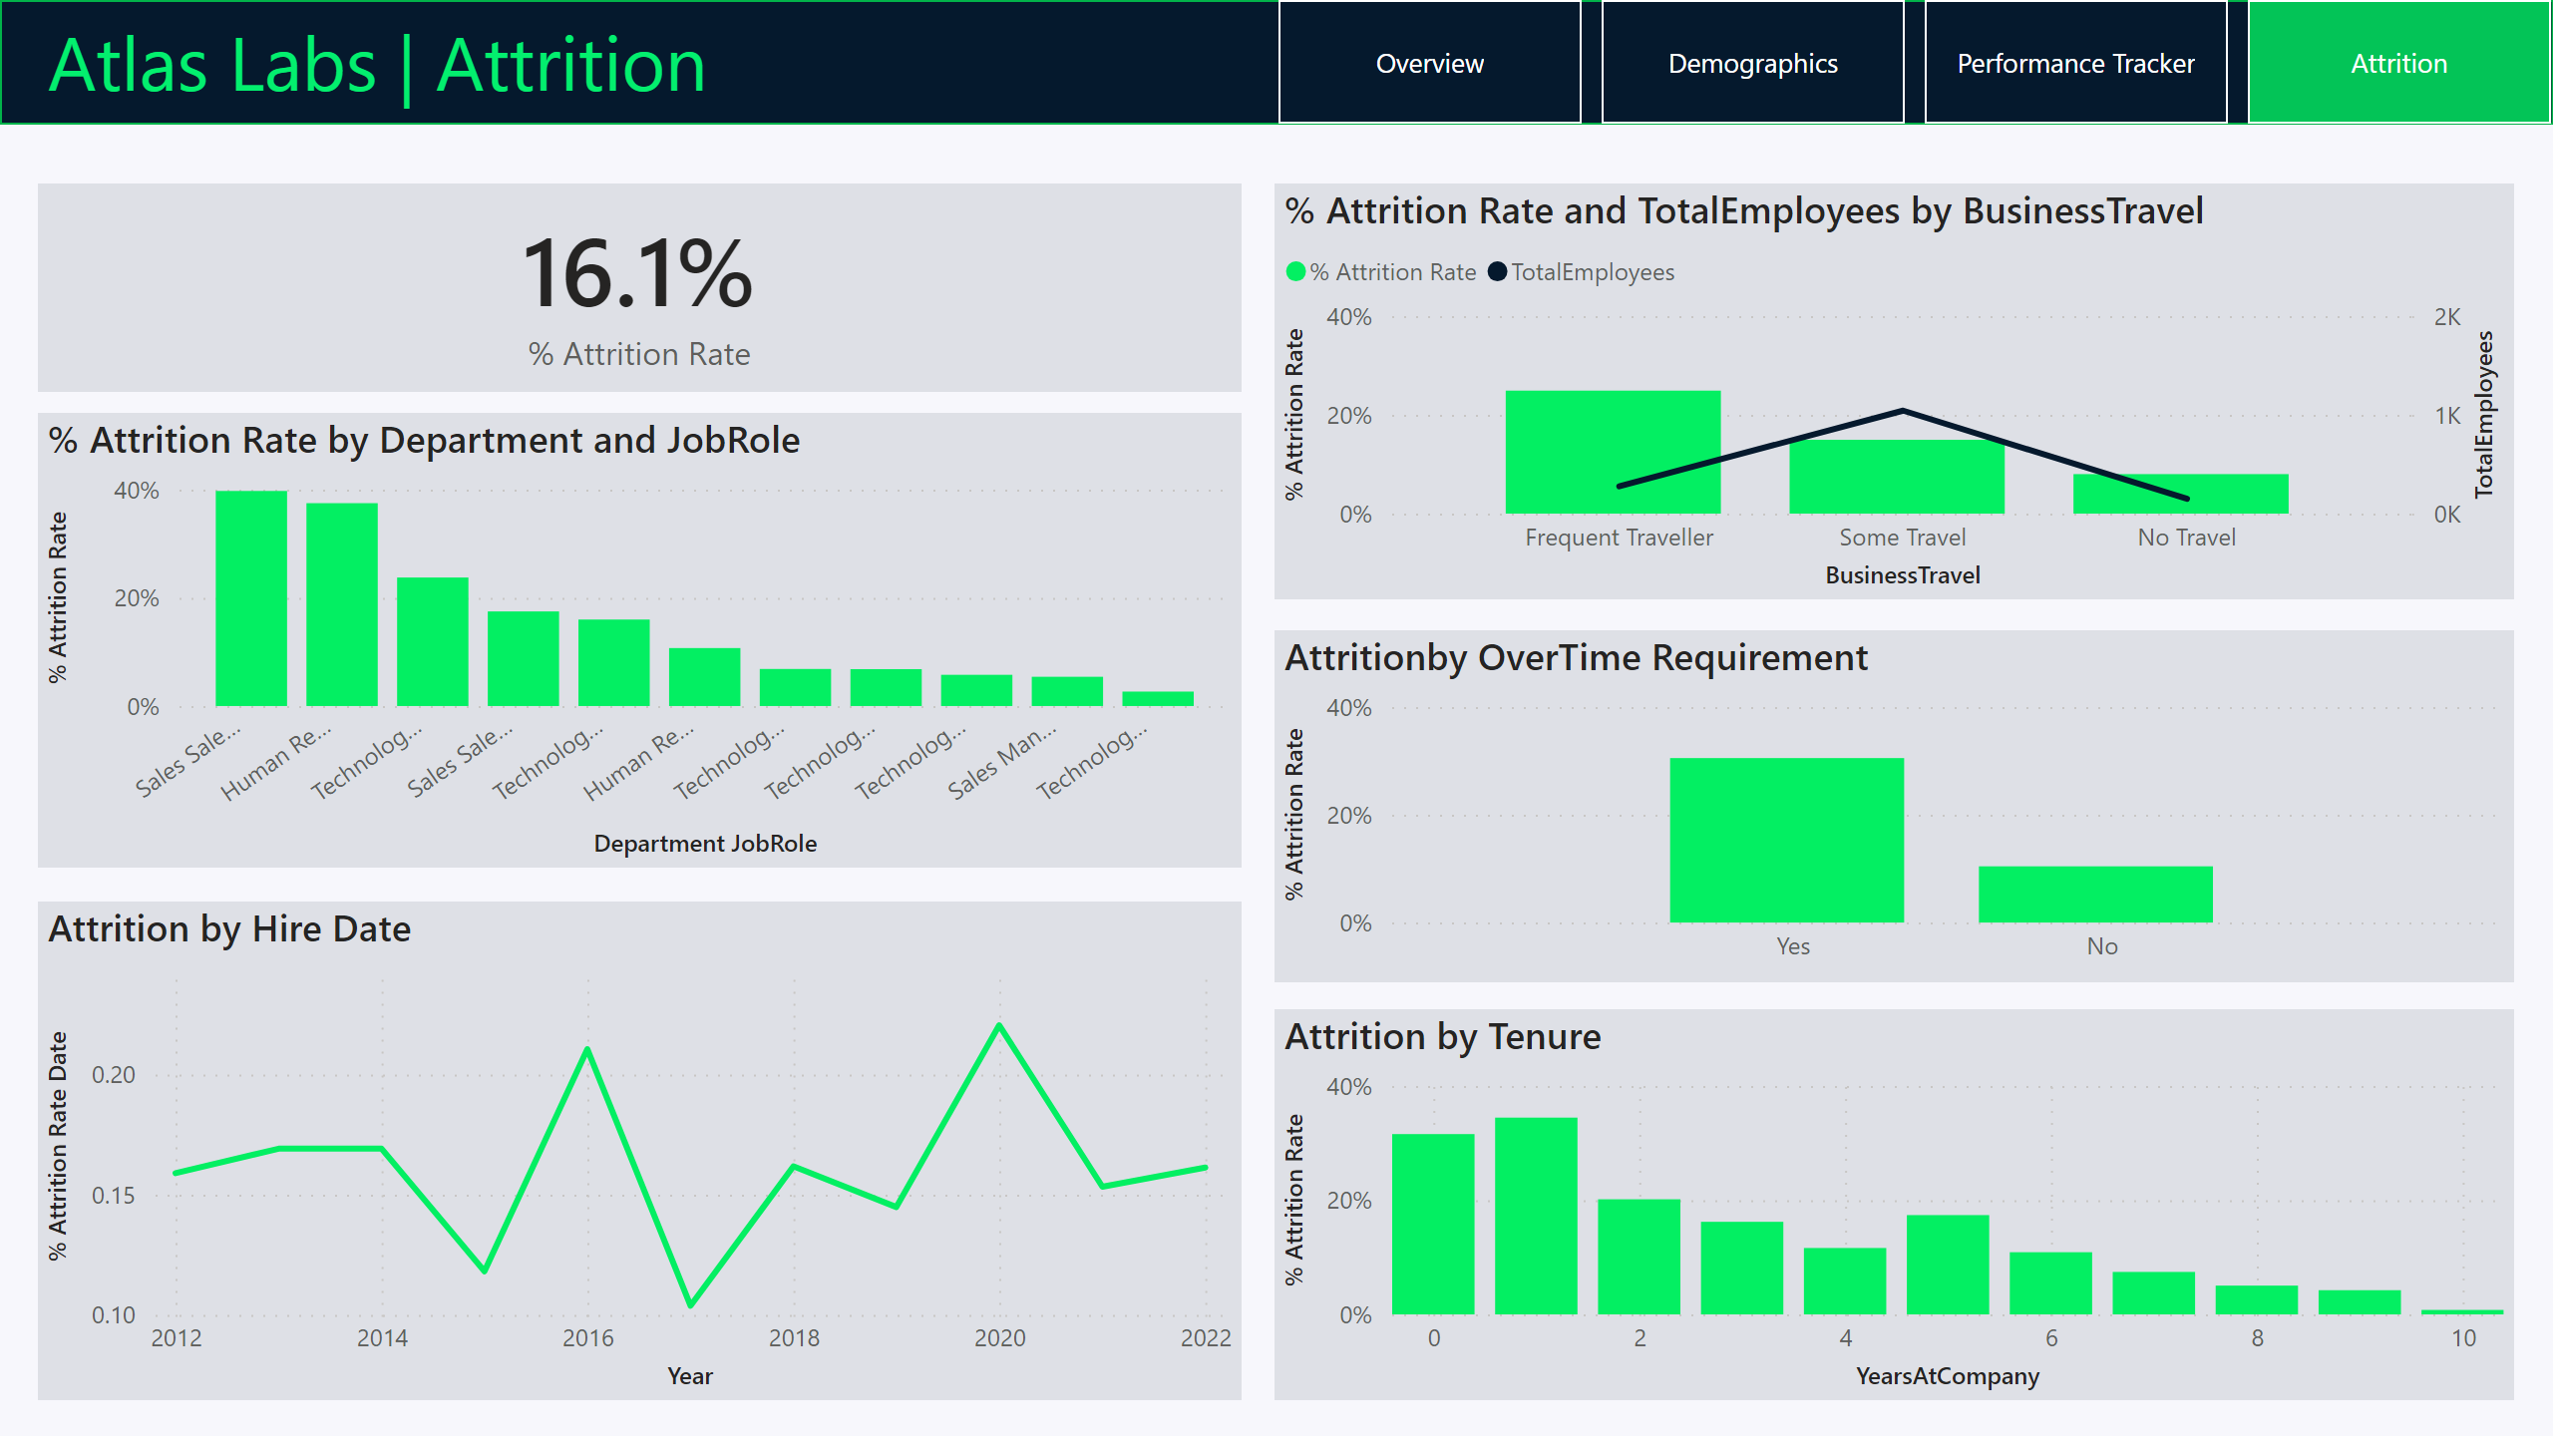 Atlas Labs | Attrition
Overview
Demographics
Performance Tracker
Attrition
16.1%
% Attrition Rate
% Attrition Rate by Department and JobRole
% Attrition Rate
40%
20%
0%
Sales Sale...
Human Re...
Technolog...
Sales Sale...
Technolog...
Human Re...
Technolog...
Technolog...
Technolog...
Sales Man...
Technolog...
Department JobRole
Attrition by Hire Date
% Attrition Rate Date
0.20
0.15
0.10
2012
2014
2016
2018
2020
2022
Year
% Attrition Rate and TotalEmployees by BusinessTravel
% Attrition Rate
TotalEmployees
% Attrition Rate
40%
20%
0%
2K
1K
0K
TotalEmployees
Frequent Traveller
Some Travel
No Travel
BusinessTravel
Attritionby OverTime Requirement
% Attrition Rate
40%
20%
0%
Yes
No
Attrition by Tenure
% Attrition Rate
40%
20%
0%
0
2
4
6
8
10
YearsAtCompany